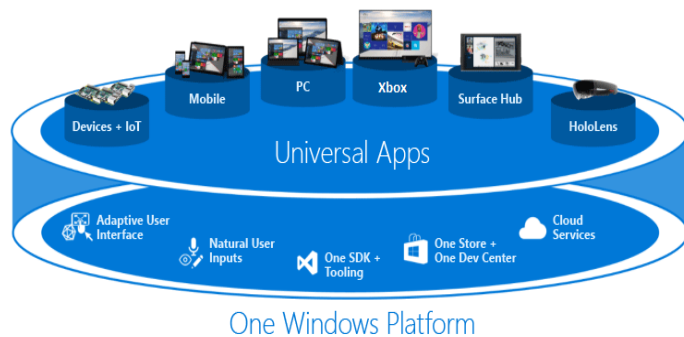 Devices + IoT
Mobile
PC
Xbox
Surface Hub
HoloLens
Universal Apps
Adaptive User
Interface
Natural User
Inputs
One SDK +
Tooling
One Store +
One Dev Center
Cloud
Services
One Windows Platform